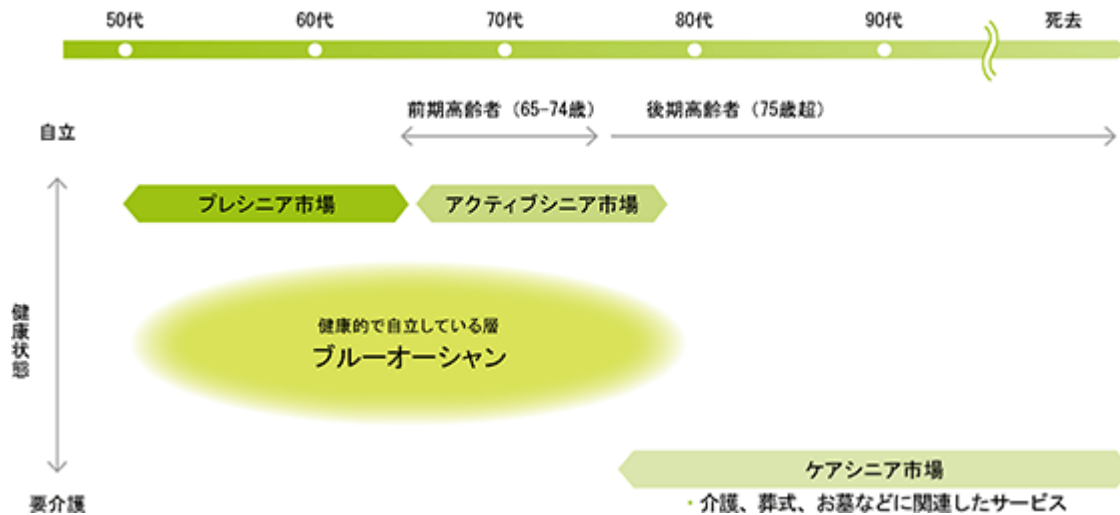 50代 60代 70代 80代 90代 死去
前期高齢者（65-74歳） 後期高齢者（75歳超）
自立
プレシニア市場 アクティブシニア市場
健康的で自立している層
ブルーオーシャン
健康状態
ケアシニア市場
要介護
・介護、葬式、お墓などに関連したサービス